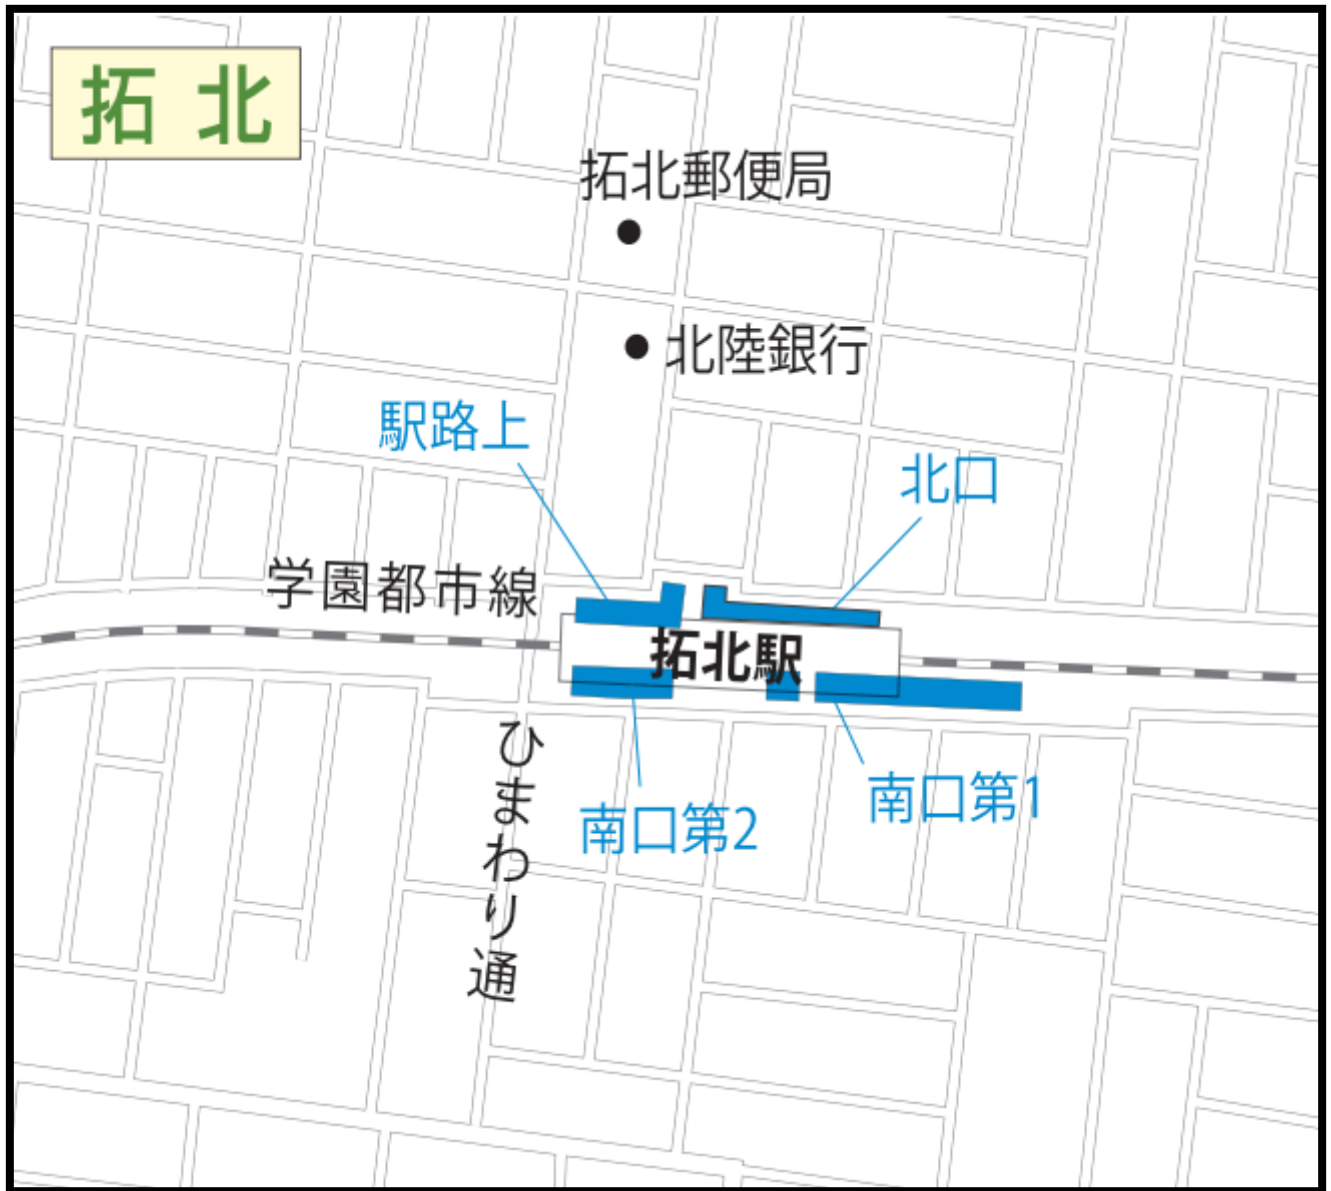 拓北
拓北郵便局
北陸銀行
駅路上
北口
学園都市線
拓北駅
ひまわり通
南口第1
南口第2